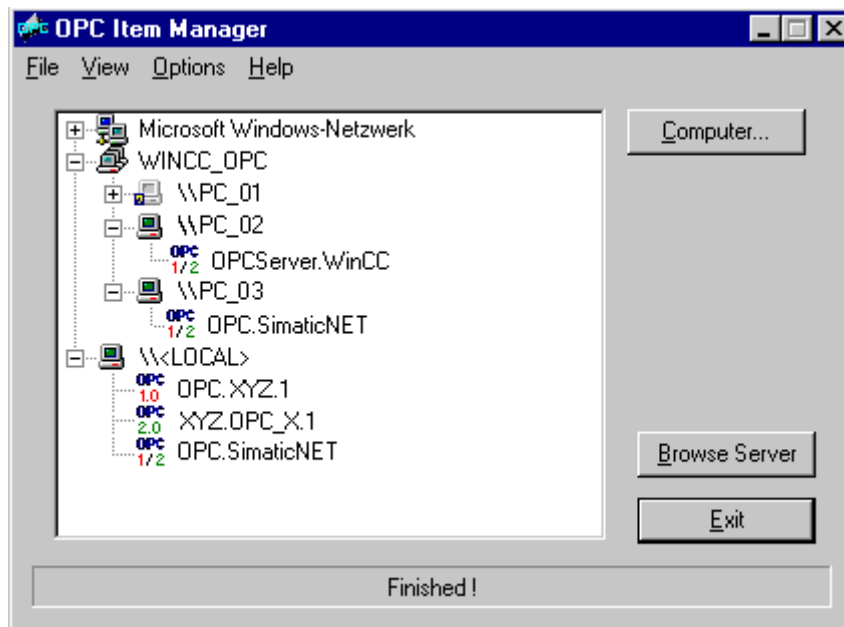 OPC Item Manager
File View Options Help
Microsoft Windows-Netzwerk
Computer...
WINCC_OPC
\\PC_01
\\PC_02
OPC 1/2 OPCServer.WinCC
\\PC_03
OPC 1/2 OPC.SimaticNET
\\<LOCAL>
OPC 1.0 OPC.XYZ.1
OPC 2.0 XYZ.OPC_X.1
OPC 1/2 OPC.SimaticNET
Browse Server
Exit
Finished !